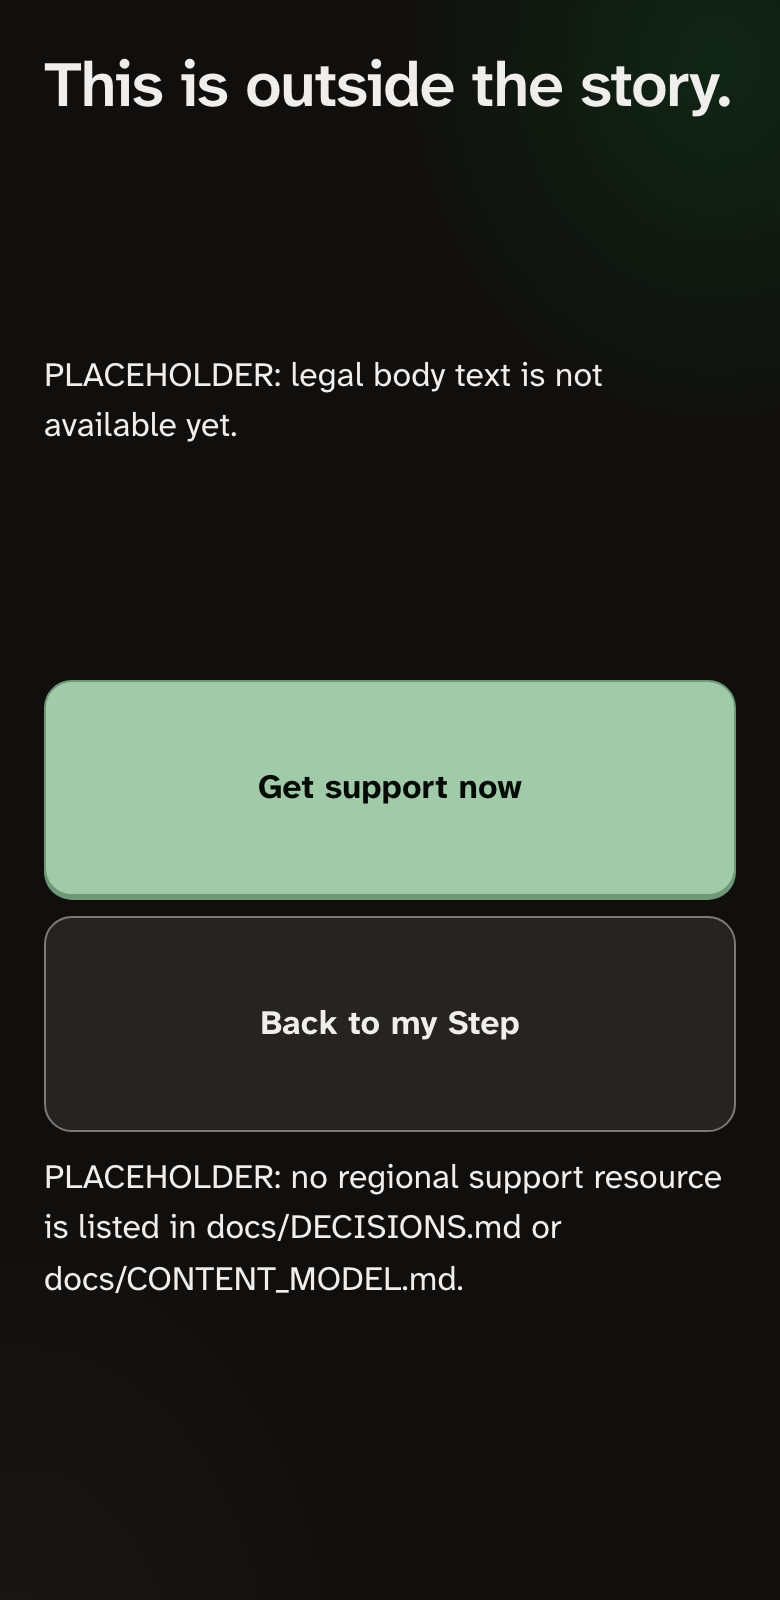 This is outside the story.
PLACEHOLDER: legal body text is not
available yet.
Get support now
Back to my Step
PLACEHOLDER: no regional support resource
is listed in docs/DECISIONS.md or
docs/CONTENT_MODEL.md.